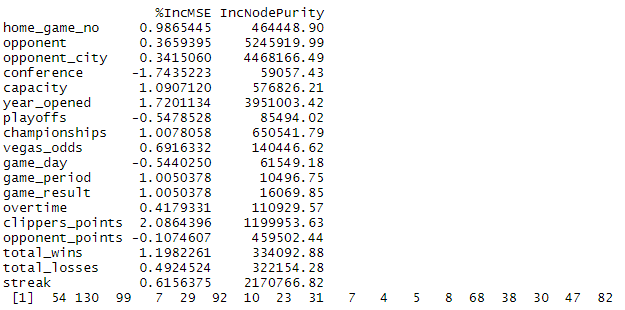 %IncMSE IncNodePurity
home_game_no 0.9865445 464448.90
opponent 0.3659395 5245919.99
opponent_city 0.3415060 4468166.49
conference -1.7435223 59057.43
capacity 1.0907120 576826.21
year_opened 1.7201134 3951003.42
playoffs -0.5478528 85494.02
championships 1.0078058 650541.79
vegas_odds 0.6916332 140446.62
game_day -0.5440250 61549.18
game_period 1.0050378 10496.75
game_result 1.0050378 16069.85
overtime 0.4179331 110929.57
clippers_points 2.0864396 1199953.63
opponent_points -0.1074607 459502.44
total_wins 1.1982261 334092.88
total_losses 0.4924524 322154.28
streak 0.6156375 2170766.82
[1] 54 130 99 7 29 92 10 23 31 7 4 5 8 68 38 30 47 82